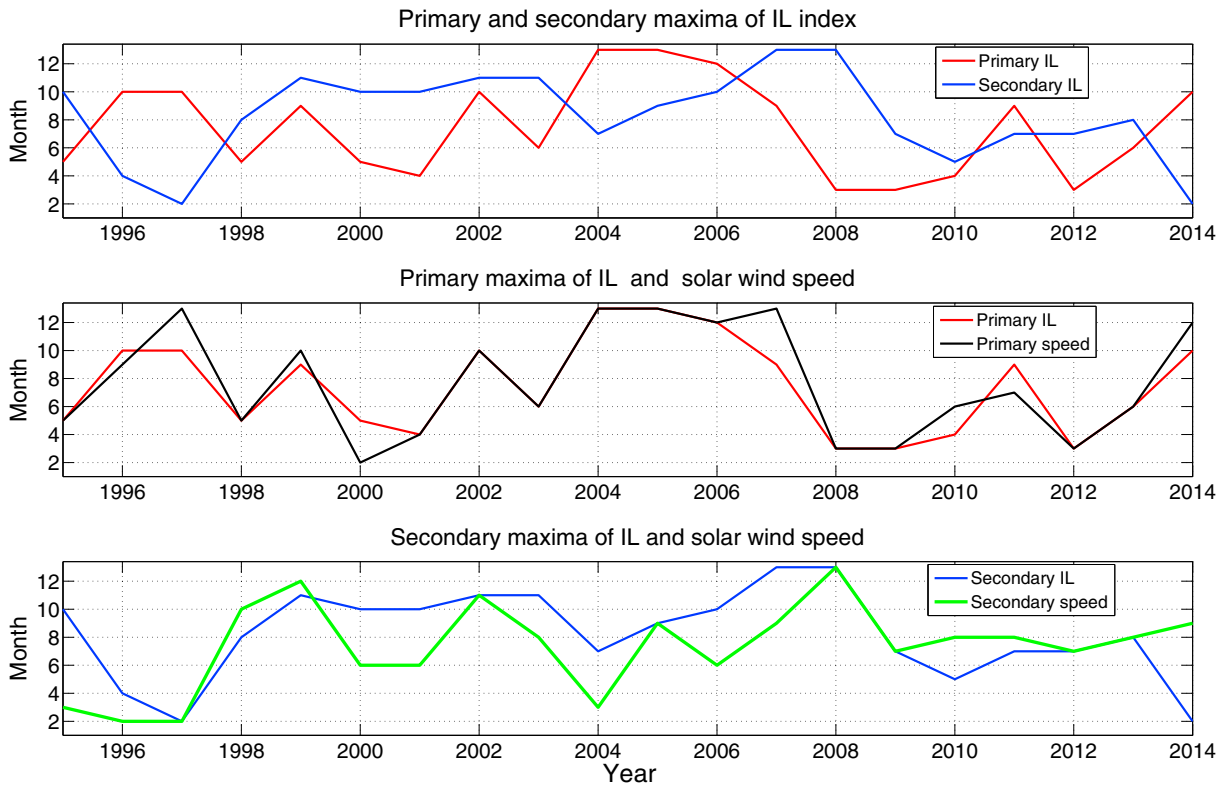 Primary and secondary maxima of IL index
Month
12
10
8
6
4
2
Primary IL
Secondary IL
1996 1998 2000 2002 2004 2006 2008 2010 2012 2014
Primary maxima of IL and solar wind speed
Month
12
10
8
6
4
2
Primary IL
Primary speed
1996 1998 2000 2002 2004 2006 2008 2010 2012 2014
Secondary maxima of IL and solar wind speed
Month
12
10
8
6
4
2
Secondary IL
Secondary speed
1996 1998 2000 2002 2004 2006 2008 2010 2012 2014
Year